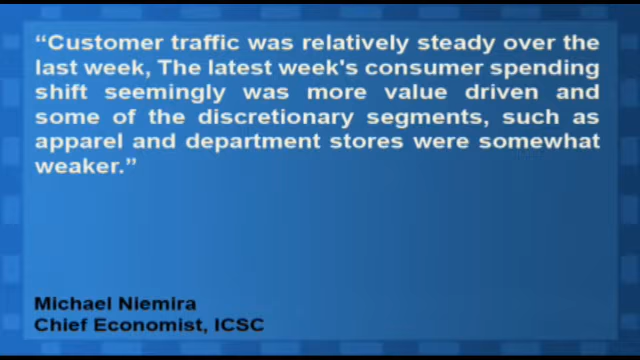 “Customer traffic was relatively steady over the
last week, The latest week's consumer spending
shift seemingly was more value driven and
some of the discretionary segments, such as
apparel and department stores were somewhat
weaker.”
Michael Niemira
Chief Economist, ICSC